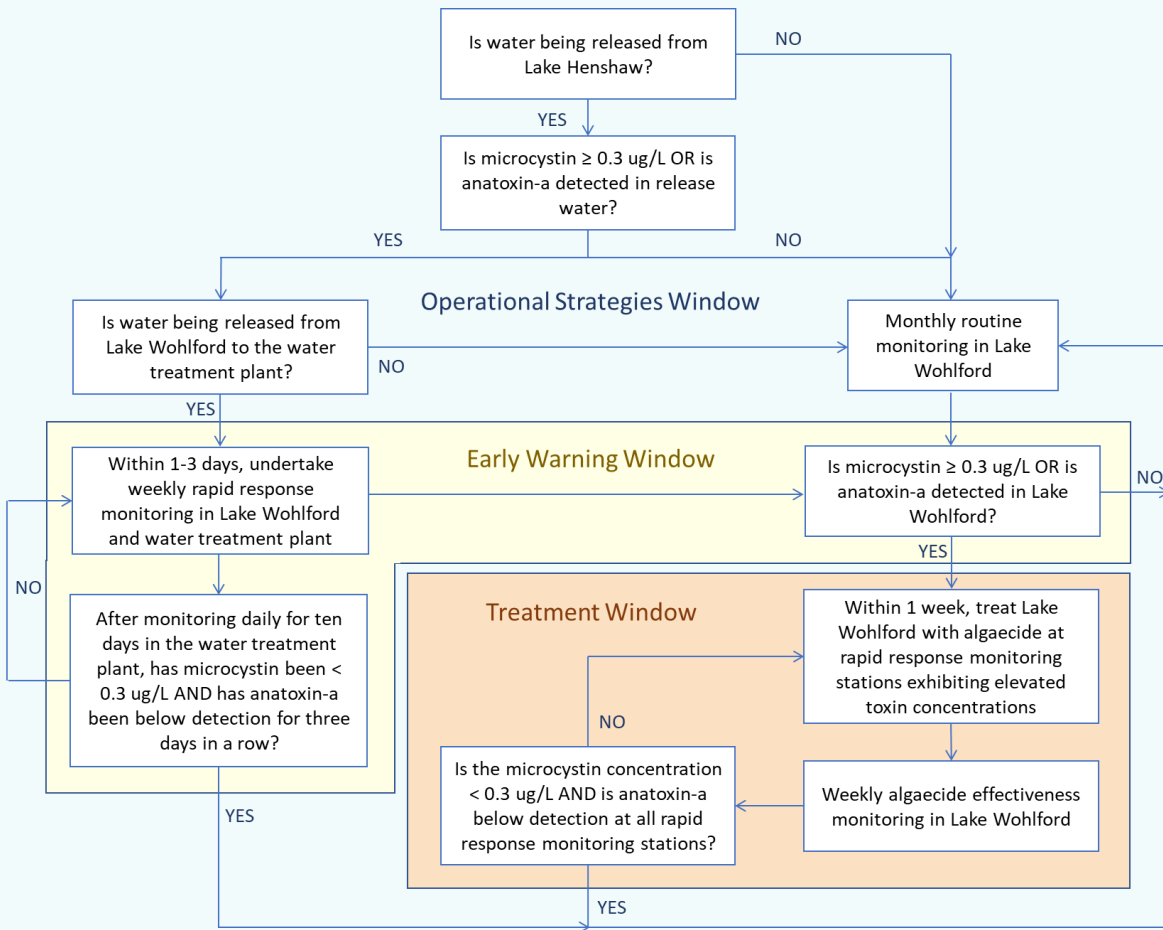 Is water being released from
Lake Henshaw?
NO
YES
Is microcystin ≥ 0.3 ug/L OR is
anatoxin-a detected in release
water?
YES
NO
Operational Strategies Window
Is water being released from
Lake Wohlford to the water
treatment plant?
NO
YES
Monthly routine
monitoring in Lake
Wohlford
Early Warning Window
Within 1-3 days, undertake
weekly rapid response
monitoring in Lake Wohlford
and water treatment plant
Is microcystin ≥ 0.3 ug/L OR is
anatoxin-a detected in Lake
Wohlford?
NO
YES
NO
After monitoring daily for ten
days in the water treatment
plant, has microcystin been <
0.3 ug/L AND has anatoxin-a
been below detection for three
days in a row?
YES
Treatment Window
Within 1 week, treat Lake
Wohlford with algaecide at
rapid response monitoring
stations exhibiting elevated
toxin concentrations
NO
Is the microcystin concentration
< 0.3 ug/L AND is anatoxin-a
below detection at all rapid
response monitoring stations?
Weekly algaecide effectiveness
monitoring in Lake Wohlford
YES